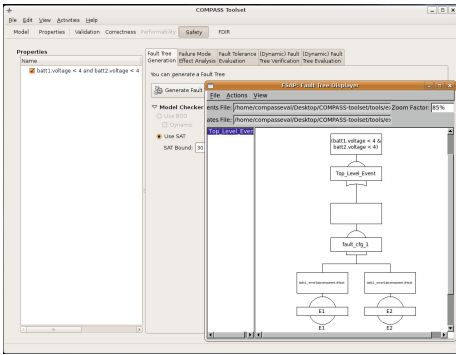 COMPASS Toolset
File Edit View Activities Help
Model Properties Validation Correctness Performability Safety FDIR
Properties
Name
batt1.voltage < 4 and batt2.voltage < 4
Fault Tree Generation
Failure Mode Effect Analysis
Fault Tolerance Evaluation
(Dynamic) Fault Tree Verification
(Dynamic) Fault Tree Evaluation
You can generate a Fault Tree
Generate Fault
Model Checker
Use BDD
Dynamic
Use SAT
SAT Bound: 30
FSAP: Fault Tree Displayer
File Actions View
ents File: /home/compasseval/Desktop/COMPASS-toolset/tools/e Zoom Factor: 85%
ates File: /home/compasseval/Desktop/COMPASS-toolset/tools/e
Top_Level_Even
(batt1.voltage < 4 &
batt2.voltage < 4)
Top_Level_Event
fault_cfg_1
E1 E2
E1 E2